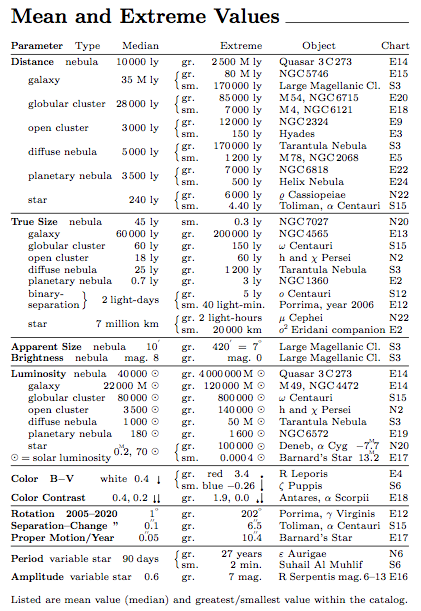 Mean and Extreme Values
Parameter Type Median Extreme Object Chart
Distance nebula 10 000 ly gr. 2 500 M ly Quasar 3 C 273 E14
galaxy 35 M ly { gr. 80 M ly NGC 5746 E15
sm. 170 000 ly Large Magellanic Cl. S3
globular cluster 28 000 ly { gr. 85 000 ly M 54, NGC 6715 E20
sm. 7 000 ly M 4, NGC 6121 E18
open cluster 3 000 ly { gr. 12 000 ly NGC 2324 E9
sm. 150 ly Hyades E3
diffuse nebula 5 000 ly { gr. 170 000 ly Tarantula Nebula S3
sm. 1 200 ly M 78, NGC 2068 E5
planetary nebula 3 500 ly { gr. 7 000 ly NGC 6818 E22
sm. 500 ly Helix Nebula E24
star 240 ly { gr. 6 000 ly ϱ Cassiopeiae N22
sm. 4.40 ly Toliman, α Centauri S15
True Size nebula 45 ly sm. 0.3 ly NGC 7027 N20
galaxy 60 000 ly gr. 200 000 ly NGC 4565 E13
globular cluster 60 ly gr. 150 ly ω Centauri S15
open cluster 18 ly gr. 60 ly h and χ Persei N2
diffuse nebula 25 ly gr. 1 200 ly Tarantula Nebula S3
planetary nebula 0.7 ly gr. 3 ly NGC 1360 E2
binary-separation } 2 light-days { gr. 5 ly o Centauri S12
sm. 40 light-min. Porrima, year 2006 E12
star 7 million km { gr. 2 light-hours μ Cephei N22
sm. 20 000 km o² Eridani companion E2
Apparent Size nebula 10′ gr. 420′ = 7° Large Magellanic Cl. S3
Brightness nebula mag. 8 gr. mag. 0 Large Magellanic Cl. S3
Luminosity nebula 40 000 ☉ gr. 4 000 000 M ☉ Quasar 3 C 273 E14
galaxy 22 000 M ☉ gr. 120 000 M ☉ M 49, NGC 4472 E14
globular cluster 80 000 ☉ gr. 800 000 ☉ ω Centauri S15
open cluster 3 500 ☉ gr. 140 000 ☉ h and χ Persei N2
diffuse nebula 1 000 ☉ gr. 50 M ☉ Tarantula Nebula S3
planetary nebula 180 ☉ gr. 1 600 ☉ NGC 6572 E19
star 0.2ᴹ, 70 ☉ { gr. 100 000 ☉ Deneb, α Cyg −7.7ᴹ N20
☉ = solar luminosity sm. 0.0004 ☉ Barnard's Star 13.2ᴹ E17
Color B–V white 0.4 ↓ { gr. red 3.4 R Leporis E4
sm. blue −0.26 ζ Puppis S6
Color Contrast 0.4, 0.2 ↓↓ gr. 1.9, 0.0 ↓↓ Antares, α Scorpii E18
Rotation 2005–2020 1° gr. 202° Porrima, γ Virginis E12
Separation–Change ” 0.1″ gr. 6.5″ Toliman, α Centauri S15
Proper Motion/Year 0.05″ gr. 10.4″ Barnard's Star E17
Period variable star 90 days { gr. 27 years ε Aurigae N6
sm. 2 min. Suhail Al Muhlif S6
Amplitude variable star 0.6 gr. 7 mag. R Serpentis mag. 6–13 E16
Listed are mean value (median) and greatest/smallest value within the catalog.